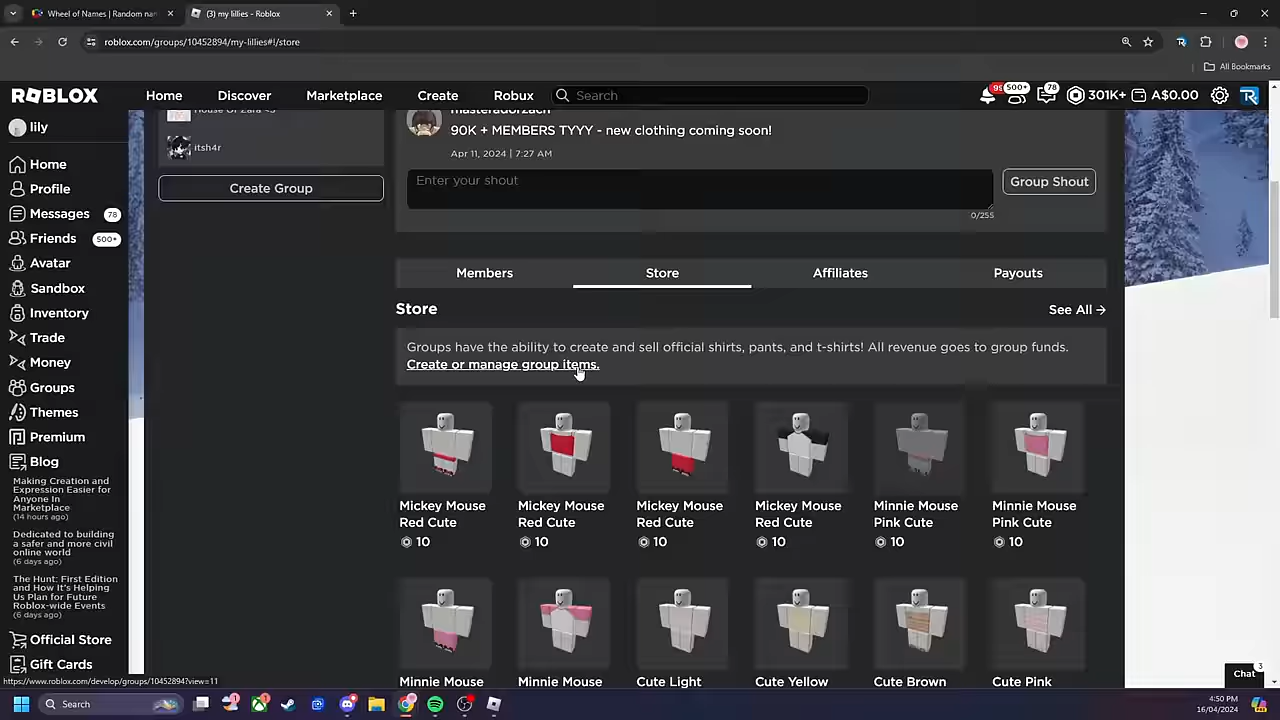 Wheel of Names | Random na
(3) my lillies - Roblox
roblox.com/groups/10452894/my-lillies#!/store
All Bookmarks
ROBLOX
Home
Discover
Marketplace
Create
Robux
Search
500+
78
301K+
A$0.00
lily
Home
Profile
Messages
78
Friends
500+
Avatar
Sandbox
Inventory
Trade
Money
Groups
Themes
Premium
Blog
Making Creation and
Expression Easier for
Anyone In
Marketplace
(14 hours ago)
Dedicated to building
a safer and more civil
online world
(6 days ago)
The Hunt: First Edition
and How It's Helping
Us Plan for Future
Roblox-wide Events
(6 days ago)
Official Store
Gift Cards
itsh4r
Create Group
90K + MEMBERS TYYY - new clothing coming soon!
Apr 11, 2024 | 7:27 AM
Enter your shout
Group Shout
0/255
Members
Store
Affiliates
Payouts
Store
See All
Groups have the ability to create and sell official shirts, pants, and t-shirts! All revenue goes to group funds.
Create or manage group items.
Mickey Mouse
Red Cute
10
Mickey Mouse
Red Cute
10
Mickey Mouse
Red Cute
10
Mickey Mouse
Red Cute
10
Minnie Mouse
Pink Cute
10
Minnie Mouse
Pink Cute
10
Minnie Mouse
Minnie Mouse
Cute Light
Cute Yellow
Cute Brown
Cute Pink
Chat
3
https://www.roblox.com/develop/groups/10452894?view=11
Search
4:50 PM
16/04/2024